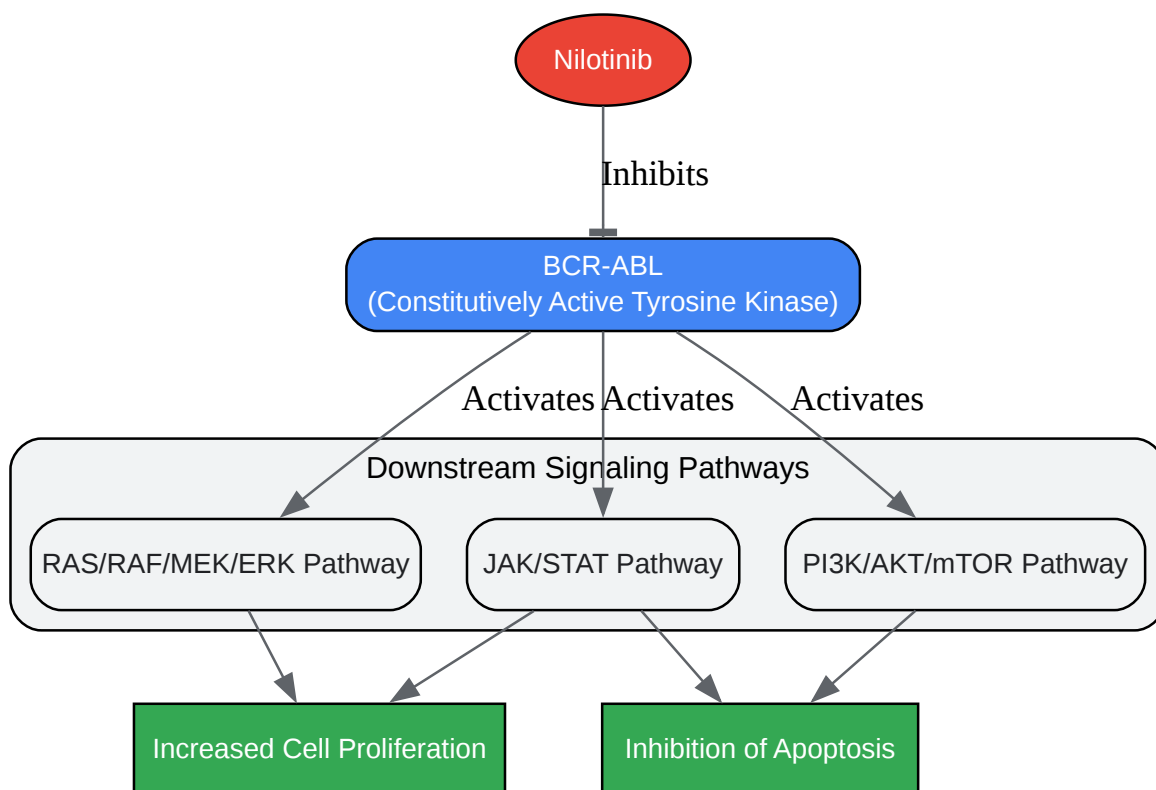 Nilotinib
Inhibits
BCR-ABL
(Constitutively Active Tyrosine Kinase)
Activates
Activates
Activates
Downstream Signaling Pathways
RAS/RAF/MEK/ERK Pathway
JAK/STAT Pathway
PI3K/AKT/mTOR Pathway
Increased Cell Proliferation
Inhibition of Apoptosis